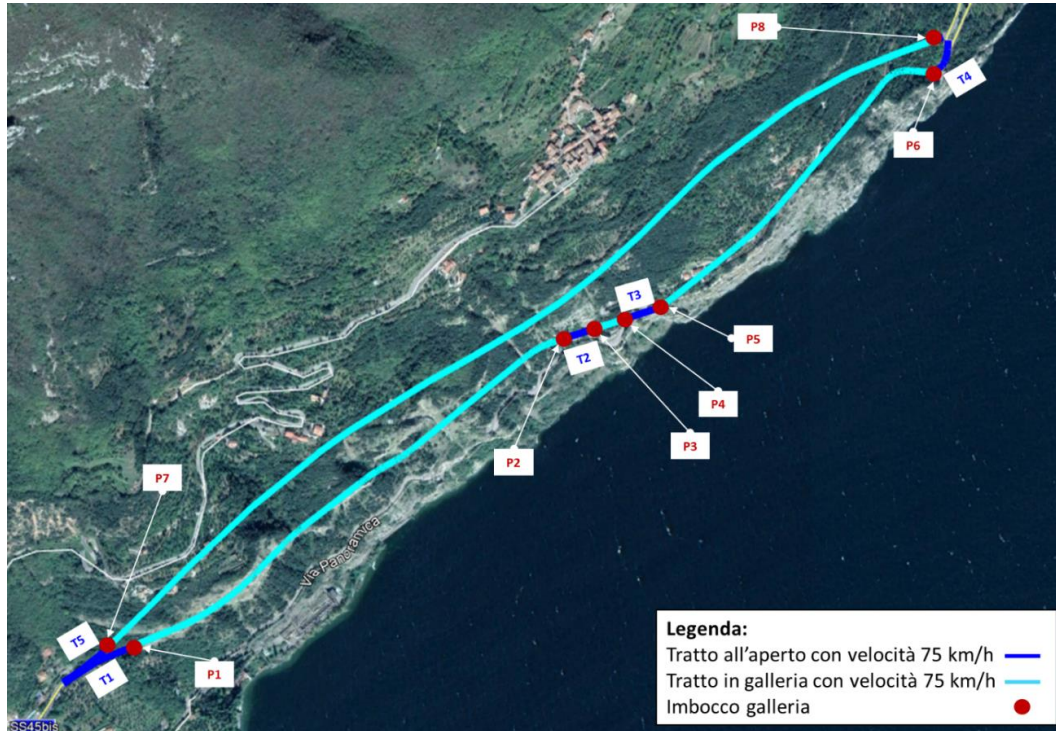 P8
T4
P6
T3
P5
T2
P4
P3
P2
P7
Via Panoramica
T5
T1
P1
SS45bis
Legenda:
Tratto all'aperto con velocità 75 km/h
Tratto in galleria con velocità 75 km/h
Imbocco galleria